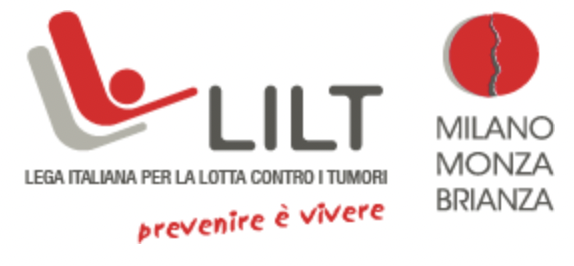 LILT
LEGA ITALIANA PER LA LOTTA CONTRO I TUMORI
prevenire è vivere
MILANO
MONZA
BRIANZA